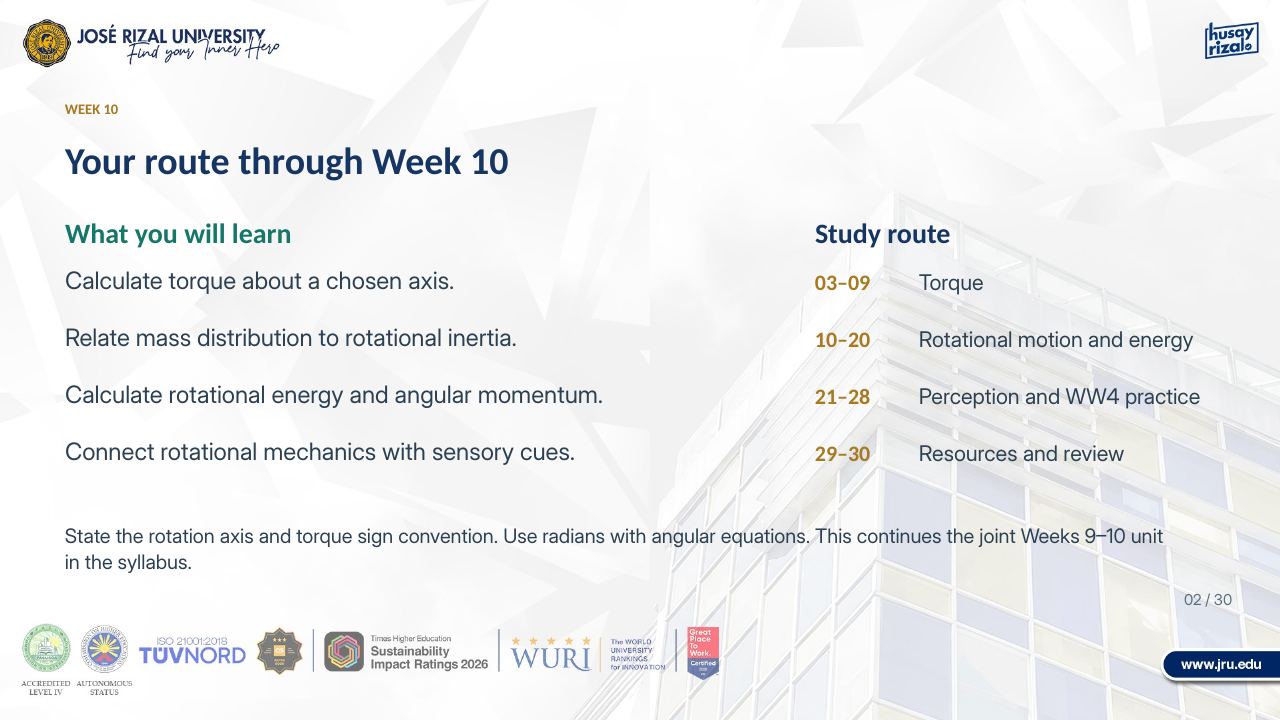 JOSÉ RIZAL UNIVERSITY
Find your Inner Hero
husay
rizal
WEEK 10
Your route through Week 10
What you will learn
Calculate torque about a chosen axis.
Relate mass distribution to rotational inertia.
Calculate rotational energy and angular momentum.
Connect rotational mechanics with sensory cues.
Study route
03–09 Torque
10–20 Rotational motion and energy
21–28 Perception and WW4 practice
29–30 Resources and review
State the rotation axis and torque sign convention. Use radians with angular equations. This continues the joint Weeks 9–10 unit
in the syllabus.
02 / 30
ACCREDITED
LEVEL IV
AUTONOMOUS
STATUS
ISO 21001:2018
TÜVNORD
Times Higher Education
Sustainability
Impact Ratings 2026
WURI
The WORLD
UNIVERSITY
RANKINGS
for INNOVATION
Great
Place
To
Work.
Certified
www.jru.edu